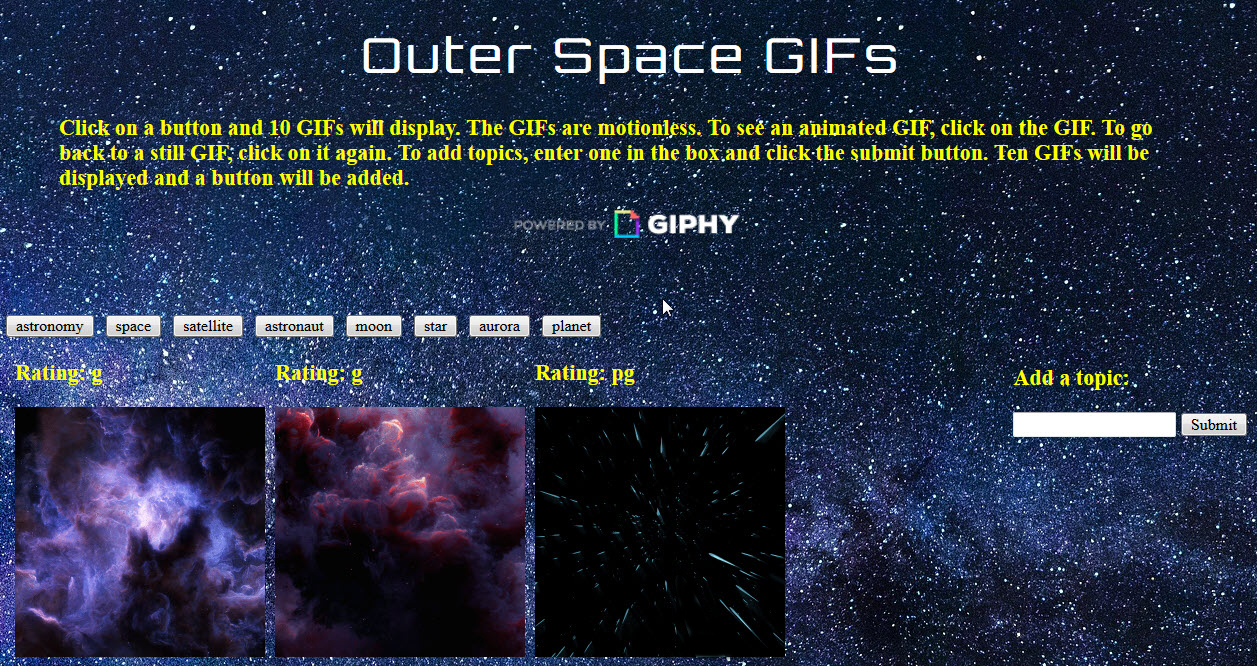 Outer Space GIFs
Click on a button and 10 GIFs will display. The GIFs are motionless. To see an animated GIF, click on the GIF. To go
back to a still GIF, click on it again. To add topics, enter one in the box and click the submit button. Ten GIFs will be
displayed and a button will be added.
POWERED BY GIPHY
astronomy space satellite astronaut moon star aurora planet
Rating: g Rating: g Rating: pg
Add a topic:
Submit